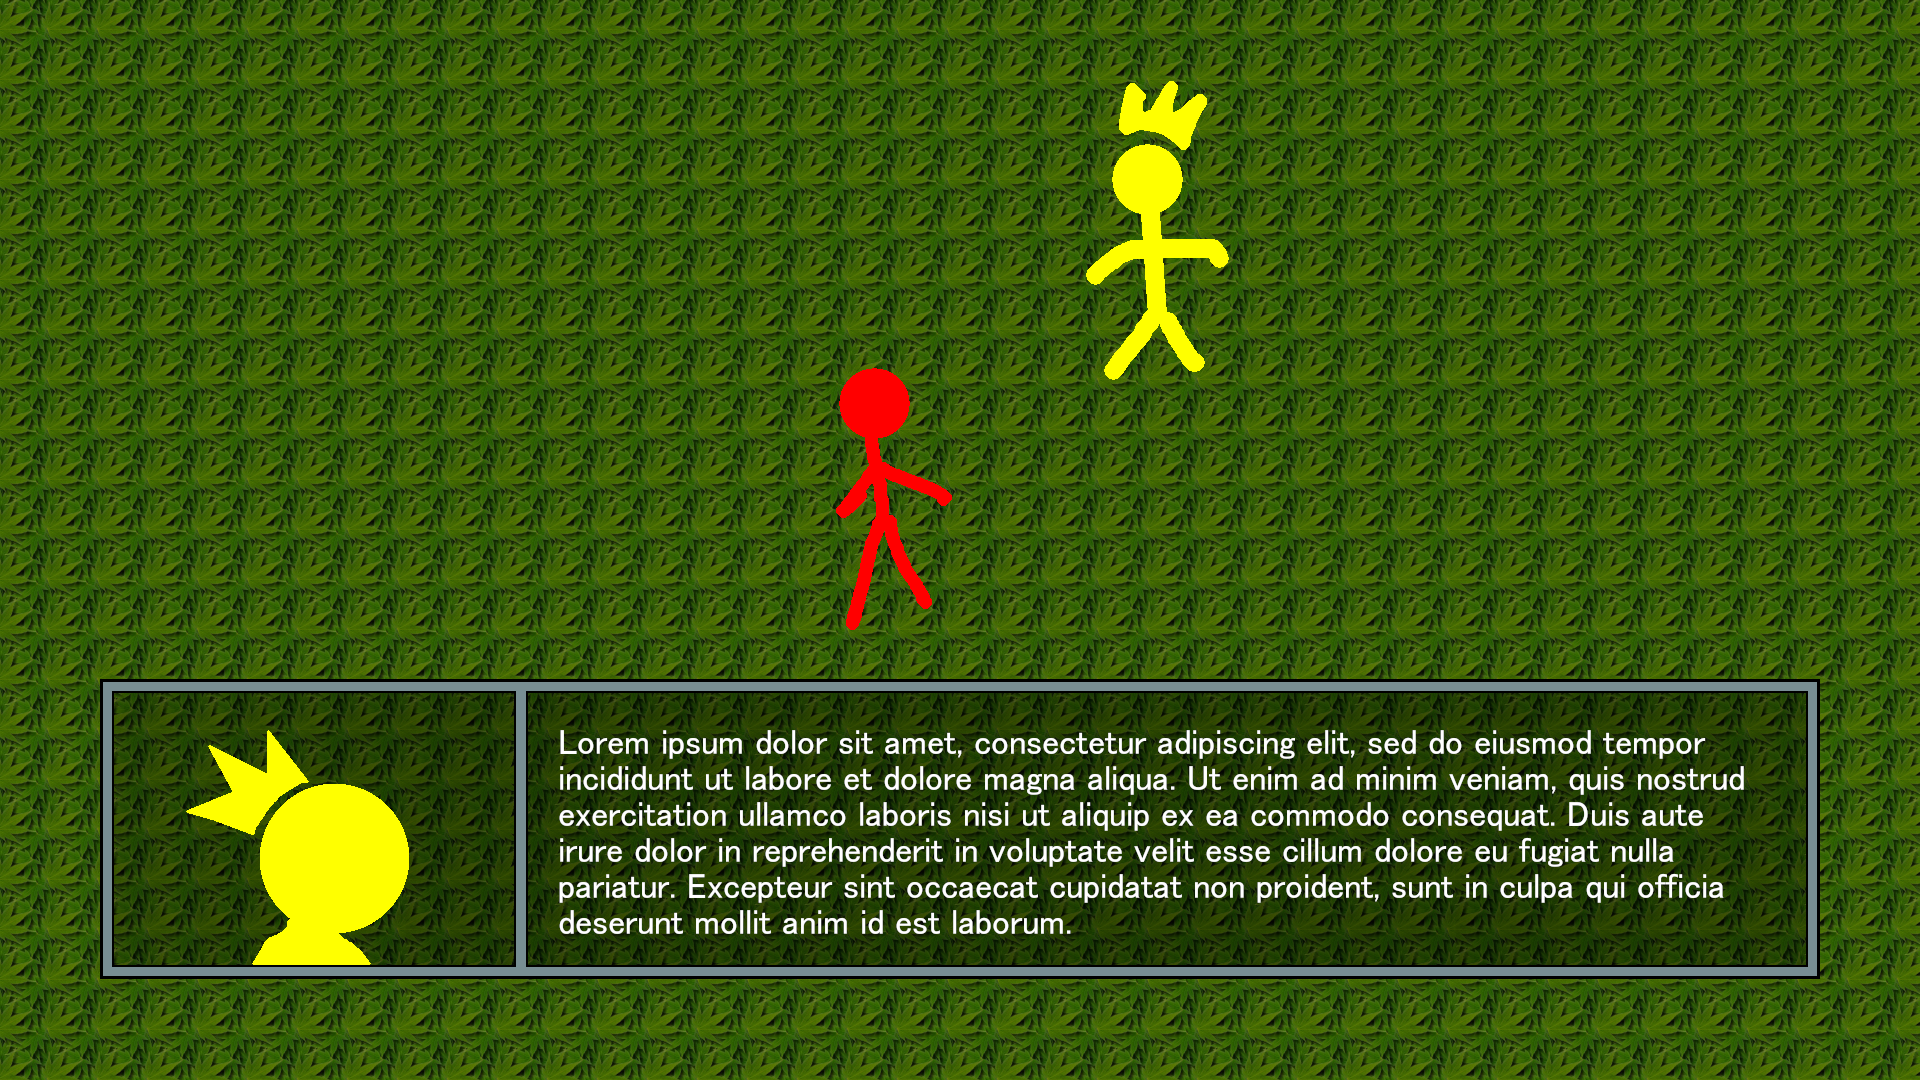 Lorem ipsum dolor sit amet, consectetur adipiscing elit, sed do eiusmod tempor
incididunt ut labore et dolore magna aliqua. Ut enim ad minim veniam, quis nostrud
exercitation ullamco laboris nisi ut aliquip ex ea commodo consequat. Duis aute
irure dolor in reprehenderit in voluptate velit esse cillum dolore eu fugiat nulla
pariatur. Excepteur sint occaecat cupidatat non proident, sunt in culpa qui officia
deserunt mollit anim id est laborum.